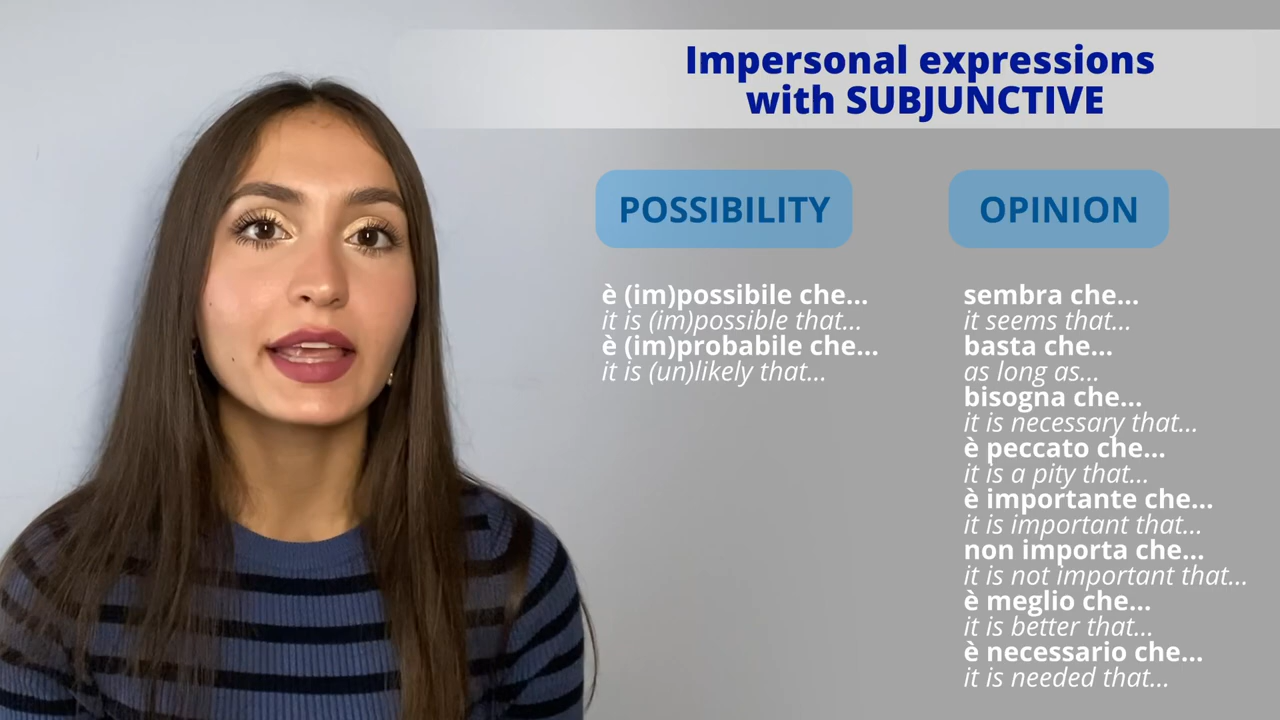 Impersonal expressions
with SUBJUNCTIVE
POSSIBILITY
è (im)possibile che...
it is (im)possible that...
è (im)probabile che...
it is (un)likely that...
OPINION
sembra che...
it seems that...
basta che...
as long as...
bisogna che...
it is necessary that...
è peccato che...
it is a pity that...
è importante che...
it is important that...
non importa che...
it is not important that...
è meglio che...
it is better that...
è necessario che...
it is needed that...